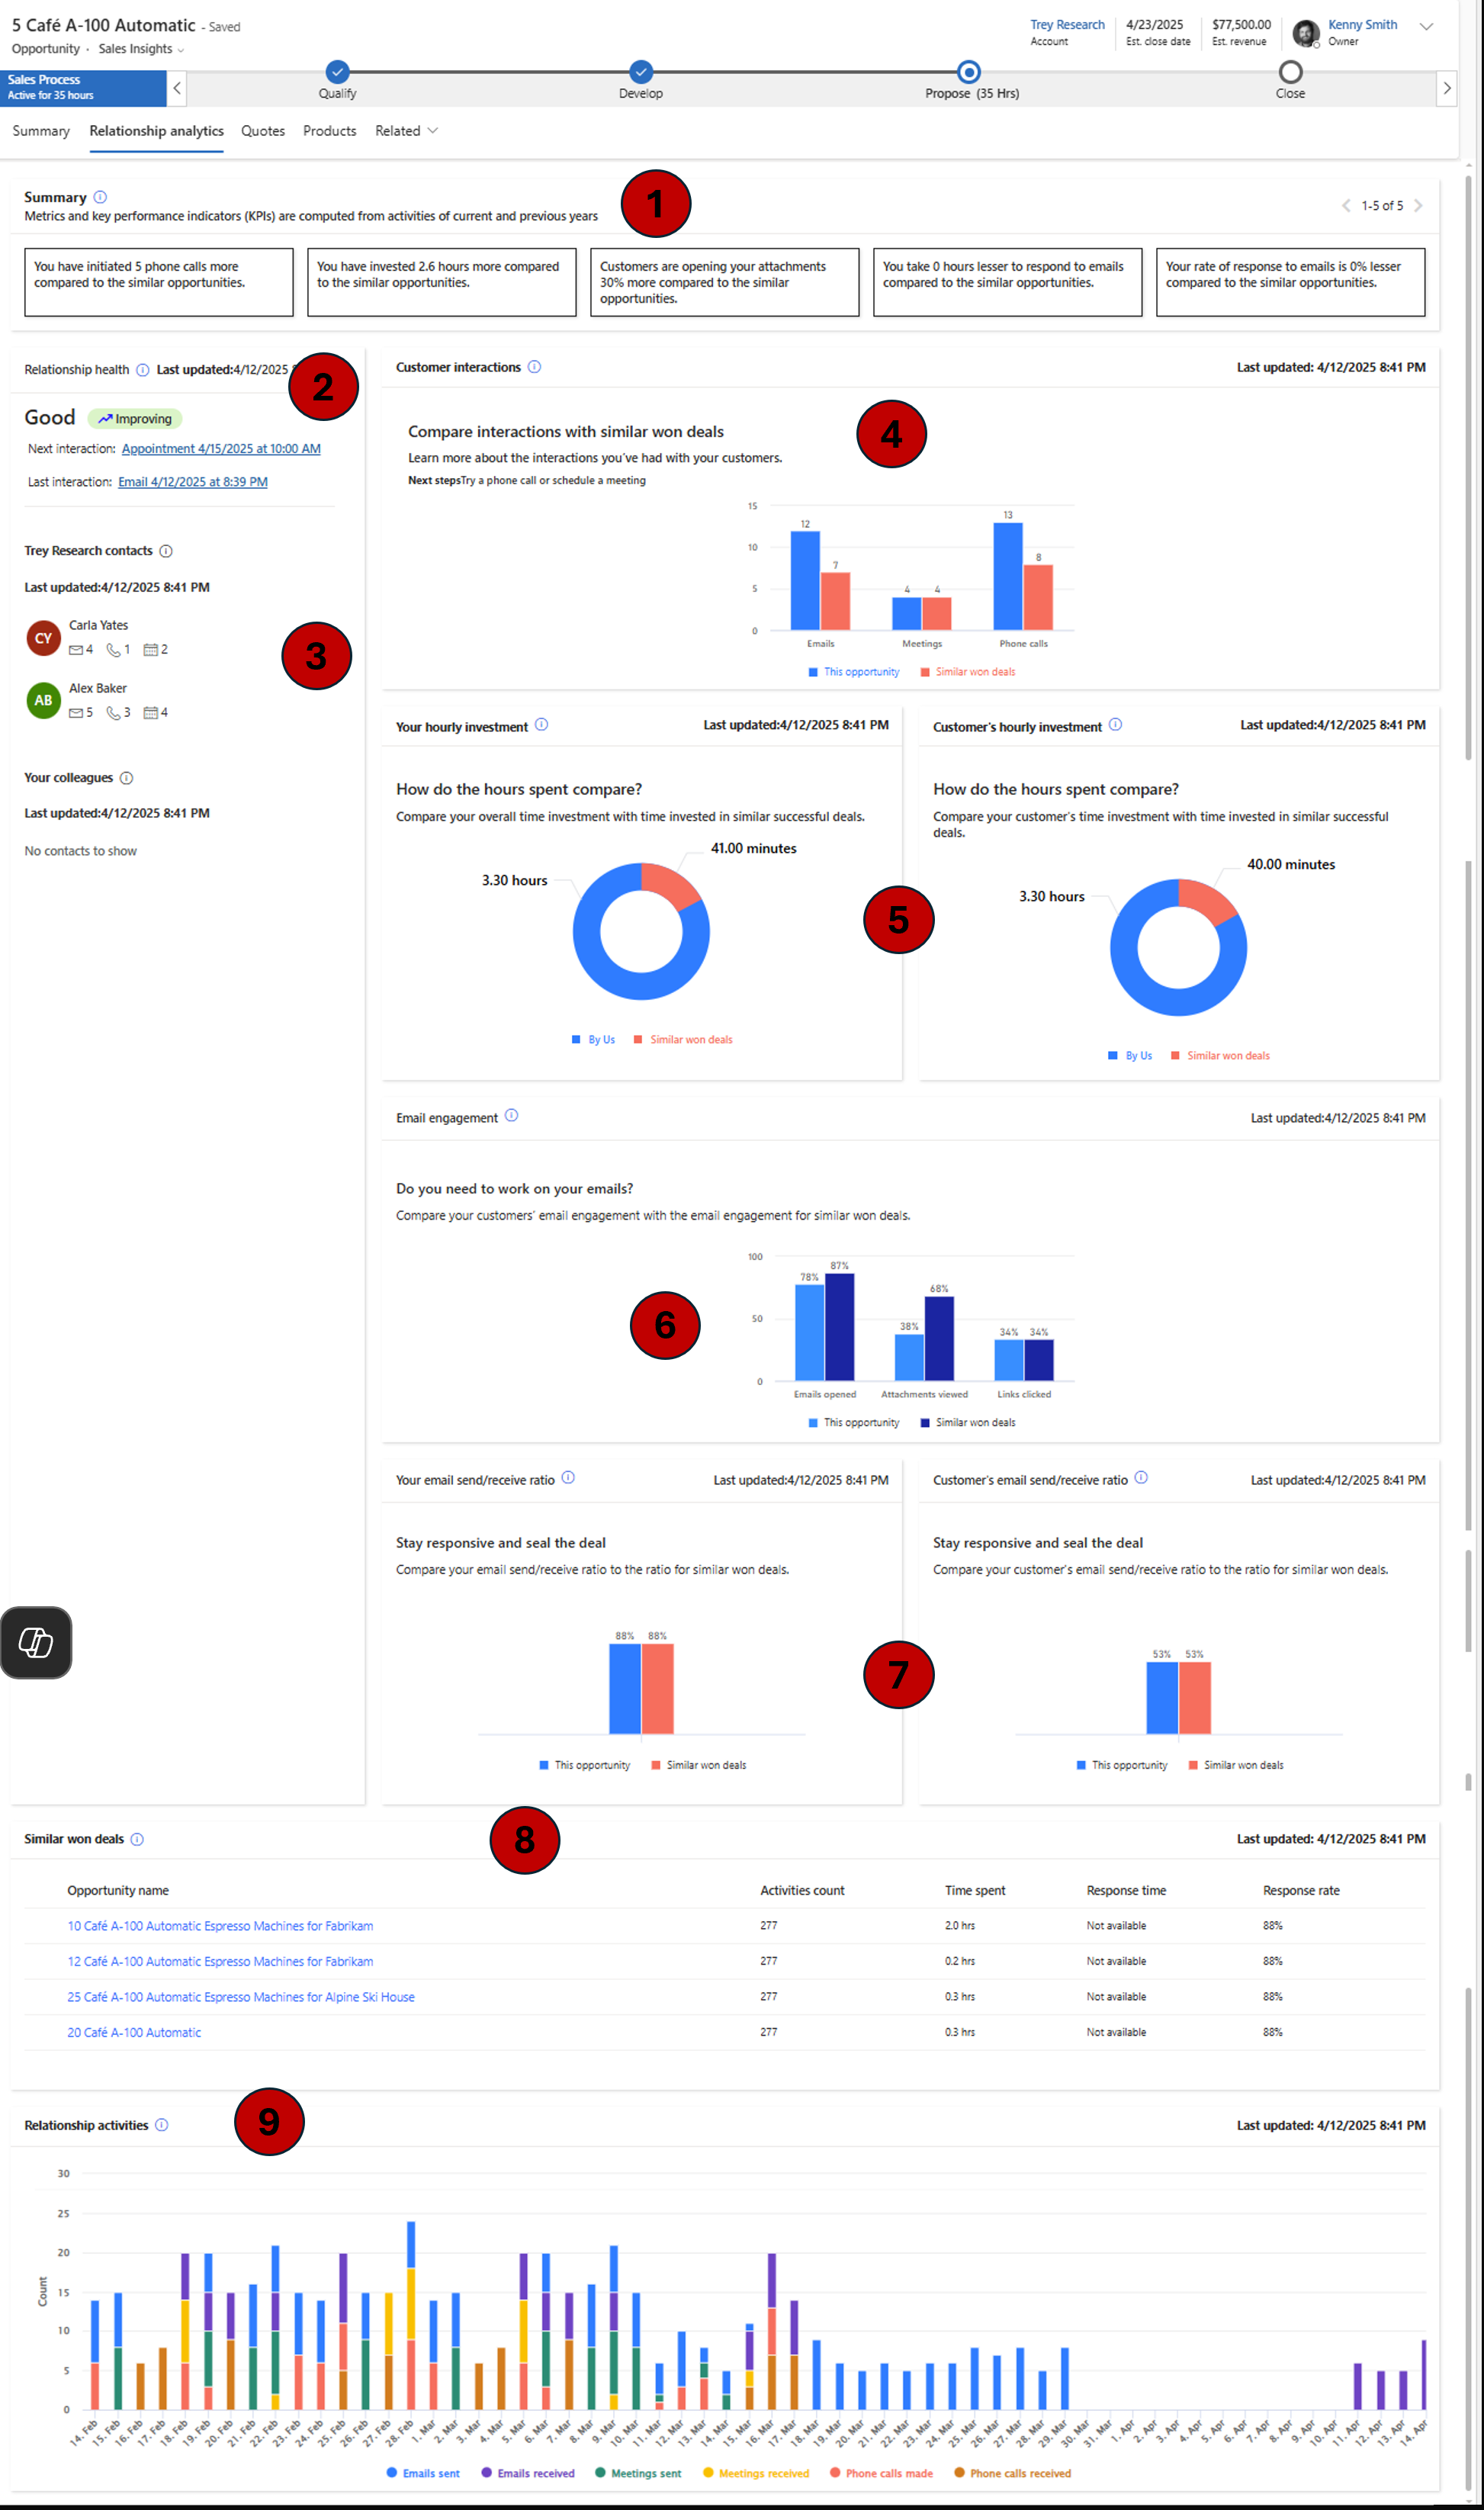 5 Café A-100 Automatic - Saved
Opportunity · Sales Insights
Trey Research
Account
4/23/2025
Est. close date
$77,500.00
Est. revenue
Kenny Smith
Owner
Sales Process
Active for 35 hours
Qualify
Develop
Propose (35 Hrs)
Close
Summary Relationship analytics Quotes Products Related
Summary
Metrics and key performance indicators (KPIs) are computed from activities of current and previous years
1
1-5 of 5
You have initiated 5 phone calls more
compared to the similar opportunities.
You have invested 2.6 hours more compared
to the similar opportunities.
Customers are opening your attachments
30% more compared to the similar
opportunities.
You take 0 hours lesser to respond to emails
compared to the similar opportunities.
Your rate of response to emails is 0% lesser
compared to the similar opportunities.
Relationship health Last updated:4/12/2025
2
Good Improving
Next interaction: Appointment 4/15/2025 at 10:00 AM
Last interaction: Email 4/12/2025 at 8:39 PM
Trey Research contacts
Last updated:4/12/2025 8:41 PM
CY
Carla Yates
4 1 2
3
AB
Alex Baker
5 3 4
Your colleagues
Last updated:4/12/2025 8:41 PM
No contacts to show
Customer interactions
Last updated: 4/12/2025 8:41 PM
4
Compare interactions with similar won deals
Learn more about the interactions you've had with your customers.
Next stepsTry a phone call or schedule a meeting
15
10
5
0
12 7
4 4
13 8
Emails Meetings Phone calls
This opportunity Similar won deals
Your hourly investment
Last updated:4/12/2025 8:41 PM
How do the hours spent compare?
Compare your overall time investment with time invested in similar successful deals.
41.00 minutes
3.30 hours
By Us Similar won deals
5
Customer's hourly investment
Last updated:4/12/2025 8:41 PM
How do the hours spent compare?
Compare your customer's time investment with time invested in similar successful
deals.
40.00 minutes
3.30 hours
By Us Similar won deals
Email engagement
Last updated:4/12/2025 8:41 PM
Do you need to work on your emails?
Compare your customers' email engagement with the email engagement for similar won deals.
6
100
50
0
78% 87%
38% 68%
34% 34%
Emails opened Attachments viewed Links clicked
This opportunity Similar won deals
Your email send/receive ratio
Last updated:4/12/2025 8:41 PM
Stay responsive and seal the deal
Compare your email send/receive ratio to the ratio for similar won deals.
88% 88%
This opportunity Similar won deals
7
Customer's email send/receive ratio
Last updated:4/12/2025 8:41 PM
Stay responsive and seal the deal
Compare your customer's email send/receive ratio to the ratio for similar won deals.
53% 53%
This opportunity Similar won deals
8
Similar won deals
Last updated: 4/12/2025 8:41 PM
Opportunity name Activities count Time spent Response time Response rate
10 Café A-100 Automatic Espresso Machines for Fabrikam 277 2.0 hrs Not available 88%
12 Café A-100 Automatic Espresso Machines for Fabrikam 277 0.2 hrs Not available 88%
25 Café A-100 Automatic Espresso Machines for Alpine Ski House 277 0.3 hrs Not available 88%
20 Café A-100 Automatic 277 0.3 hrs Not available 88%
9
Relationship activities
Last updated: 4/12/2025 8:41 PM
Count
30
25
20
15
10
5
0
14. Feb 15. Feb 16. Feb 17. Feb 18. Feb 19. Feb 20. Feb 21. Feb 22. Feb 23. Feb 24. Feb 25. Feb 26. Feb 27. Feb 28. Feb 1. Mar 2. Mar 3. Mar 4. Mar 5. Mar 6. Mar 7. Mar 8. Mar 9. Mar 10. Mar 11. Mar 12. Mar 13. Mar 14. Mar 15. Mar 16. Mar 17. Mar 18. Mar 19. Mar 20. Mar 21. Mar 22. Mar 23. Mar 24. Mar 25. Mar 26. Mar 27. Mar 28. Mar 29. Mar 30. Mar 31. Mar 1. Apr 2. Apr 3. Apr 4. Apr 5. Apr 6. Apr 7. Apr 8. Apr 9. Apr 10. Apr 11. Apr 12. Apr 13. Apr 14. Apr
Emails sent Emails received Meetings sent Meetings received Phone calls made Phone calls received